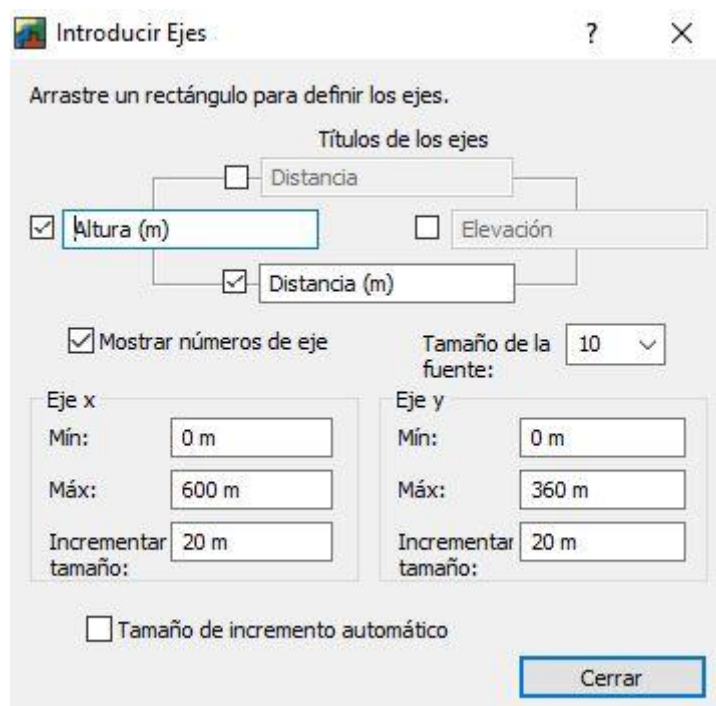 Introducir Ejes ?
Arrastre un rectángulo para definir los ejes.
Títulos de los ejes
Distancia
Altura (m) Elevación
Distancia (m)
Mostrar números de eje Tamaño de la fuente: 10
Eje x
Mín: 0 m
Máx: 600 m
Incrementar tamaño: 20 m
Eje y
Mín: 0 m
Máx: 360 m
Incrementar tamaño: 20 m
Tamaño de incremento automático
Cerrar